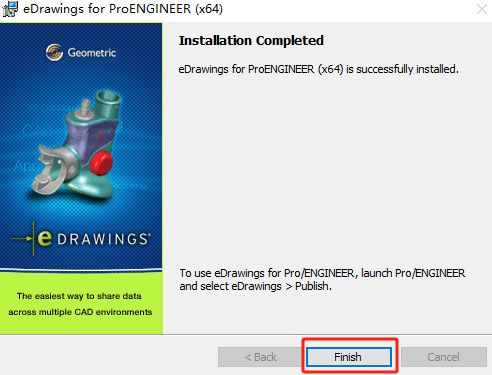 eDrawings for ProENGINEER (x64)
Geometric
Installation Completed
eDrawings for ProENGINEER (x64) is successfully installed.
eDRAWINGS®
To use eDrawings for Pro/ENGINEER, launch Pro/ENGINEER
and select eDrawings > Publish.
The easiest way to share data
across multiple CAD environments
< Back
Finish
Cancel